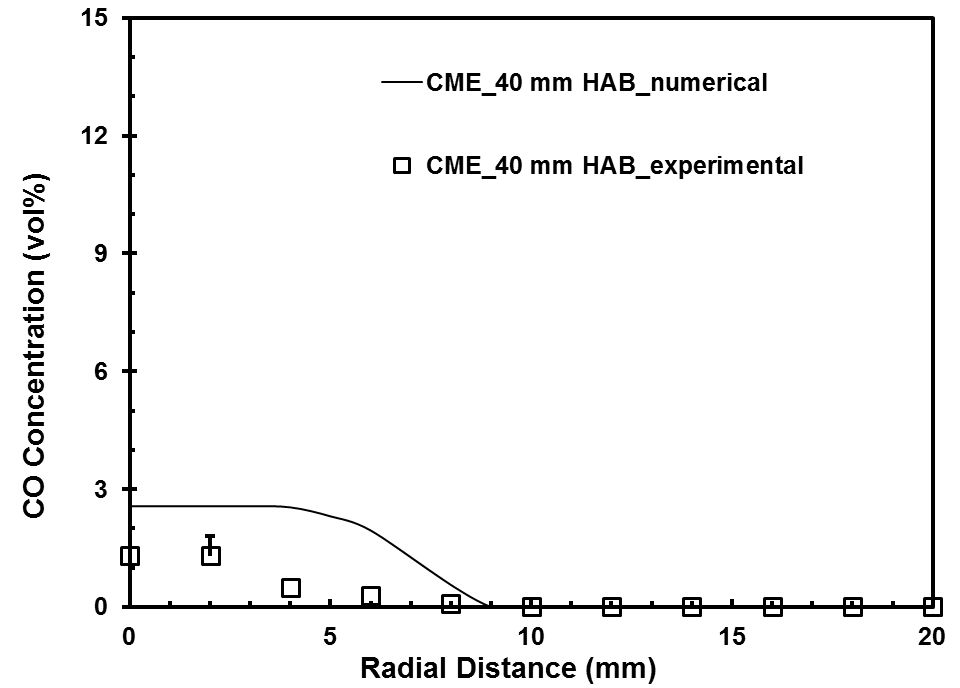 15
12
9
6
3
0
CO Concentration (vol%)
CME_40 mm HAB_numerical
CME_40 mm HAB_experimental
0 5 10 15 20
Radial Distance (mm)